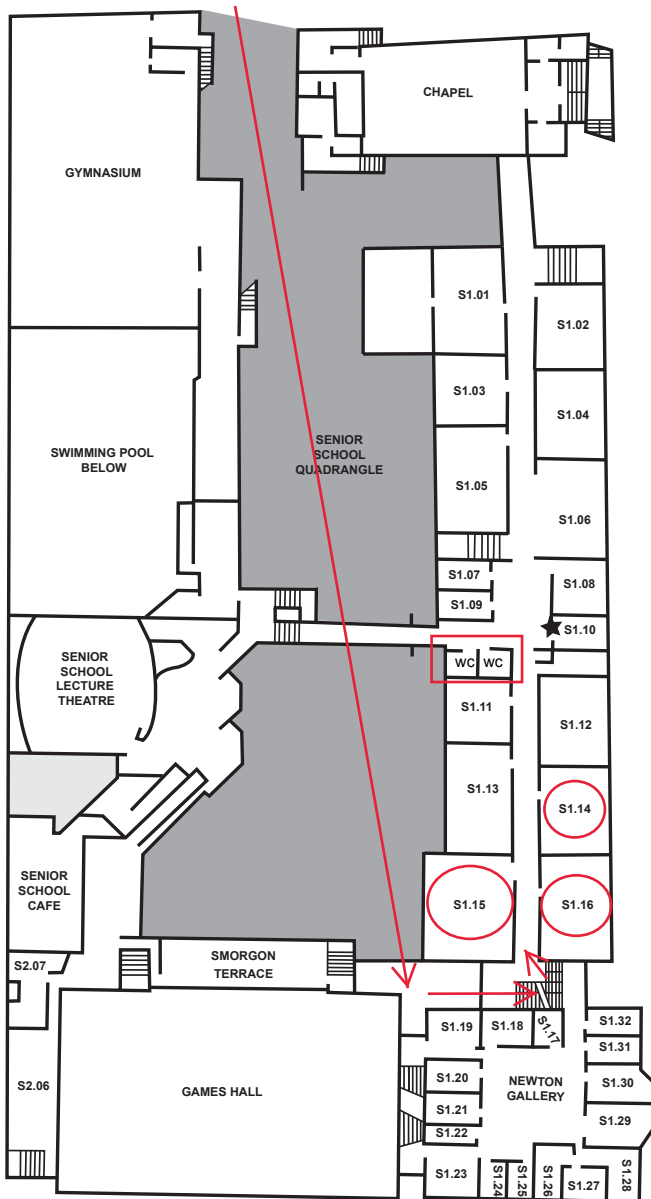 CHAPEL
GYMNASIUM
S1.01
S1.02
S1.03
S1.04
SENIOR
SCHOOL
QUADRANGLE
SWIMMING POOL
BELOW
S1.05
S1.06
S1.07
S1.08
S1.09
S1.10
SENIOR
SCHOOL
LECTURE
THEATRE
WC WC
S1.11
S1.12
S1.13
S1.14
SENIOR
SCHOOL
CAFE
S1.15
S1.16
SMORGON
TERRACE
S2.07
S1.19
S1.18
S1.17
S1.32
S1.31
S1.20
S1.30
S2.06
GAMES HALL
S1.21
NEWTON
GALLERY
S1.22
S1.29
S1.23
S1.24
S1.25
S1.26
S1.27
S1.28